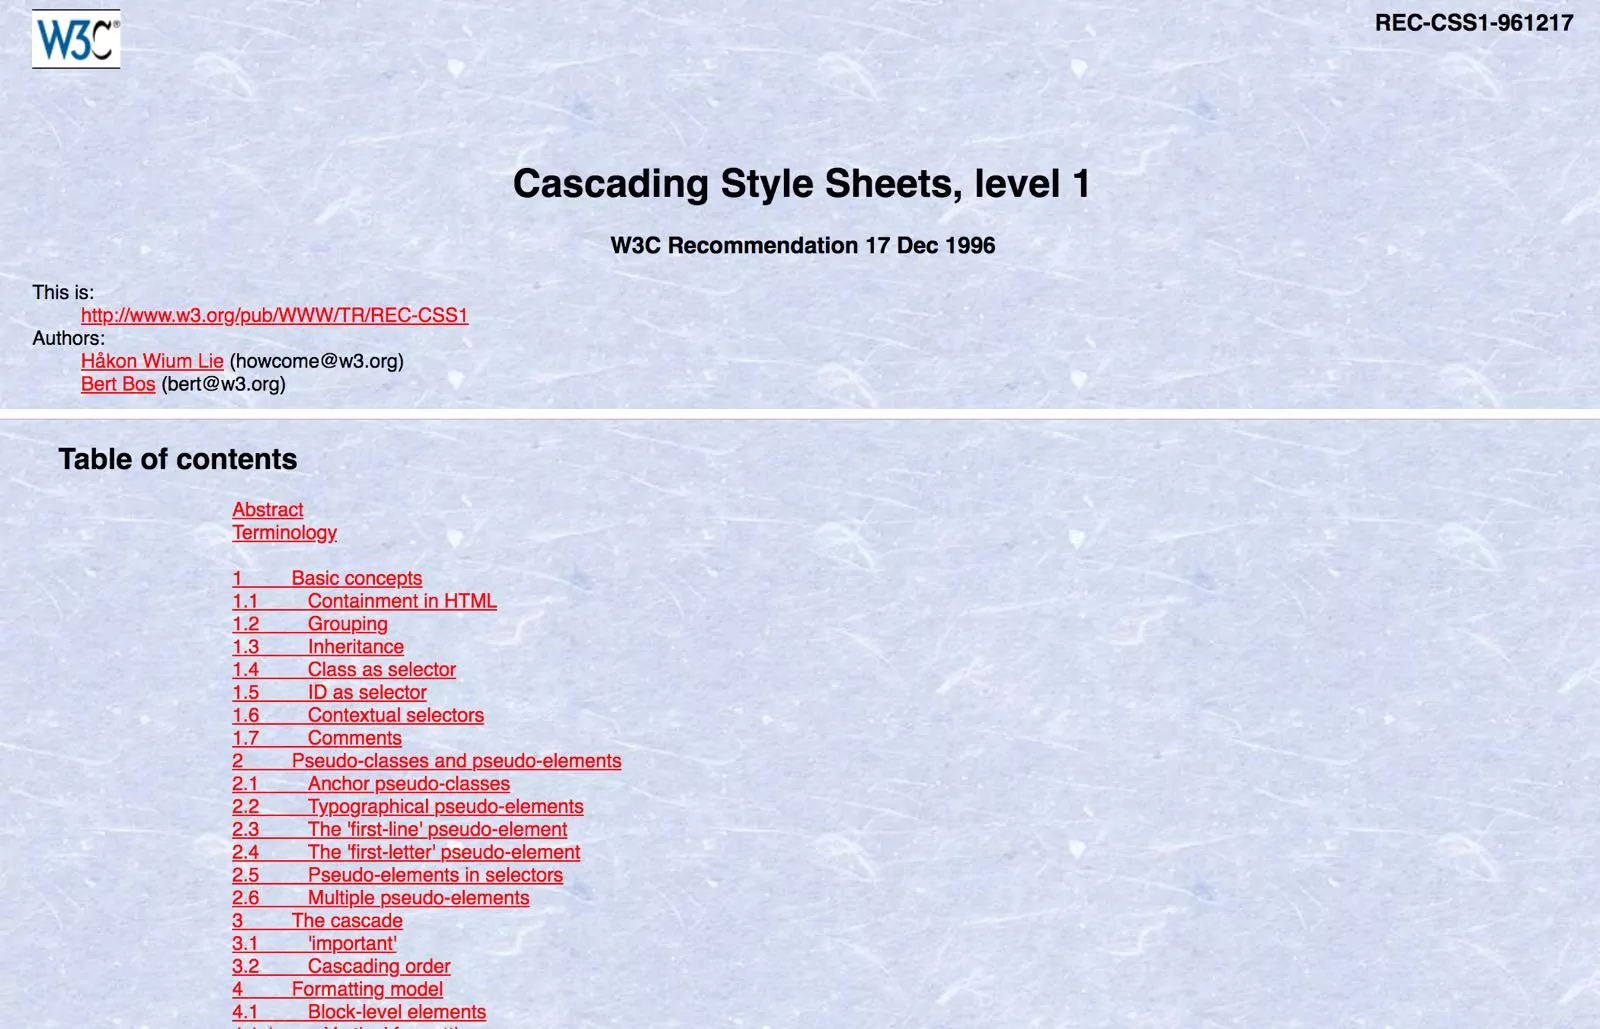 W3C®
REC-CSS1-961217
Cascading Style Sheets, level 1
W3C Recommendation 17 Dec 1996
This is:
http://www.w3.org/pub/WWW/TR/REC-CSS1
Authors:
Håkon Wium Lie (howcome@w3.org)
Bert Bos (bert@w3.org)
Table of contents
Abstract
Terminology
1 Basic concepts
1.1 Containment in HTML
1.2 Grouping
1.3 Inheritance
1.4 Class as selector
1.5 ID as selector
1.6 Contextual selectors
1.7 Comments
2 Pseudo-classes and pseudo-elements
2.1 Anchor pseudo-classes
2.2 Typographical pseudo-elements
2.3 The 'first-line' pseudo-element
2.4 The 'first-letter' pseudo-element
2.5 Pseudo-elements in selectors
2.6 Multiple pseudo-elements
3 The cascade
3.1 'important'
3.2 Cascading order
4 Formatting model
4.1 Block-level elements